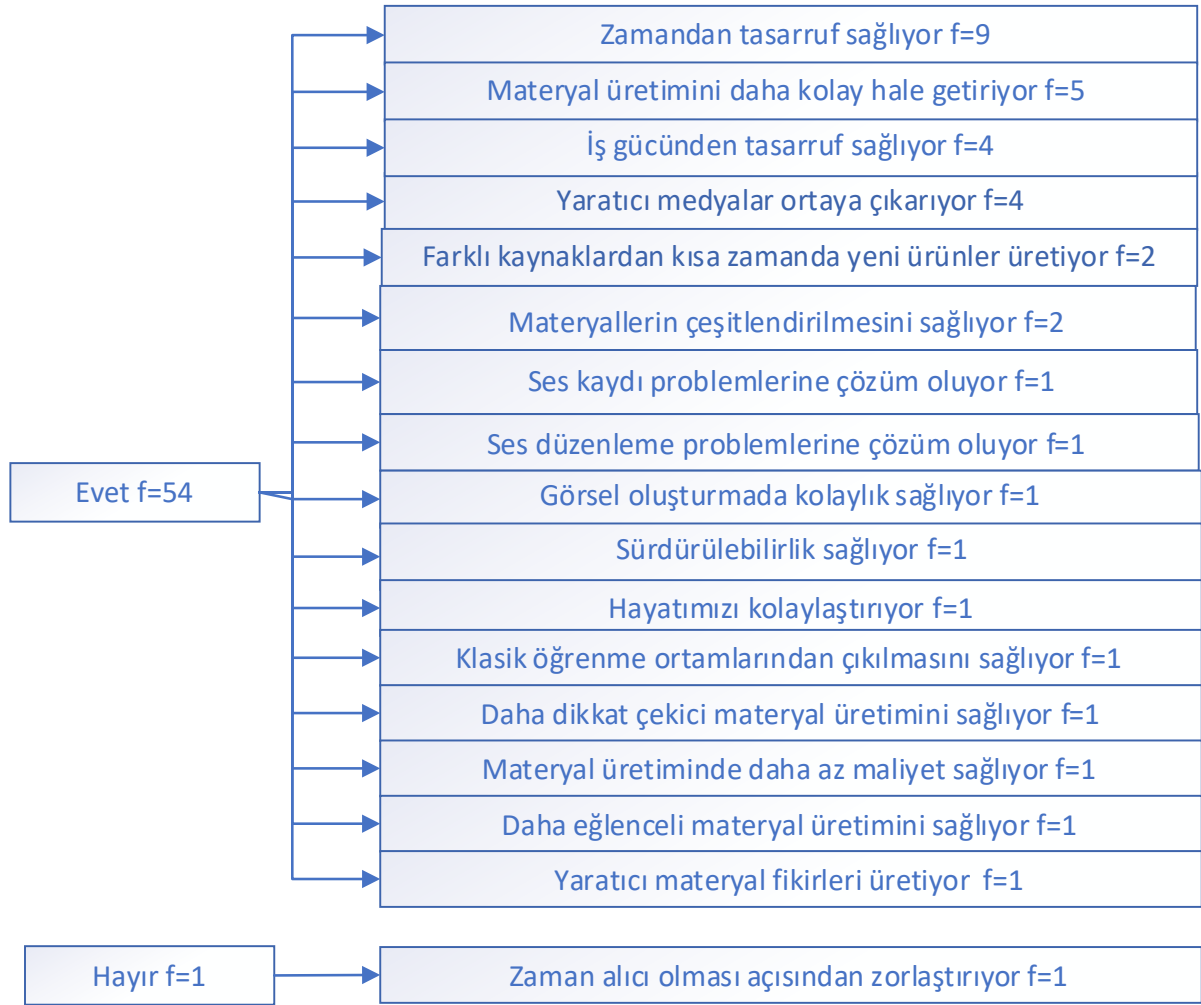 Zamandan tasarruf sağlıyor f=9
Materyal üretimini daha kolay hale getiriyor f=5
İş gücünden tasarruf sağlıyor f=4
Yaratıcı medyalar ortaya çıkarıyor f=4
Farklı kaynaklardan kısa zamanda yeni ürünler üretiyor f=2
Materyallerin çeşitlendirilmesini sağlıyor f=2
Ses kaydı problemlerine çözüm oluyor f=1
Ses düzenleme problemlerine çözüm oluyor f=1
Evet f=54
Görsel oluşturmada kolaylık sağlıyor f=1
Sürdürülebilirlik sağlıyor f=1
Hayatımızı kolaylaştırıyor f=1
Klasik öğrenme ortamlarından çıkılmasını sağlıyor f=1
Daha dikkat çekici materyal üretimini sağlıyor f=1
Materyal üretiminde daha az maliyet sağlıyor f=1
Daha eğlenceli materyal üretimini sağlıyor f=1
Yaratıcı materyal fikirleri üretiyor f=1
Hayır f=1
Zaman alıcı olması açısından zorlaştırıyor f=1